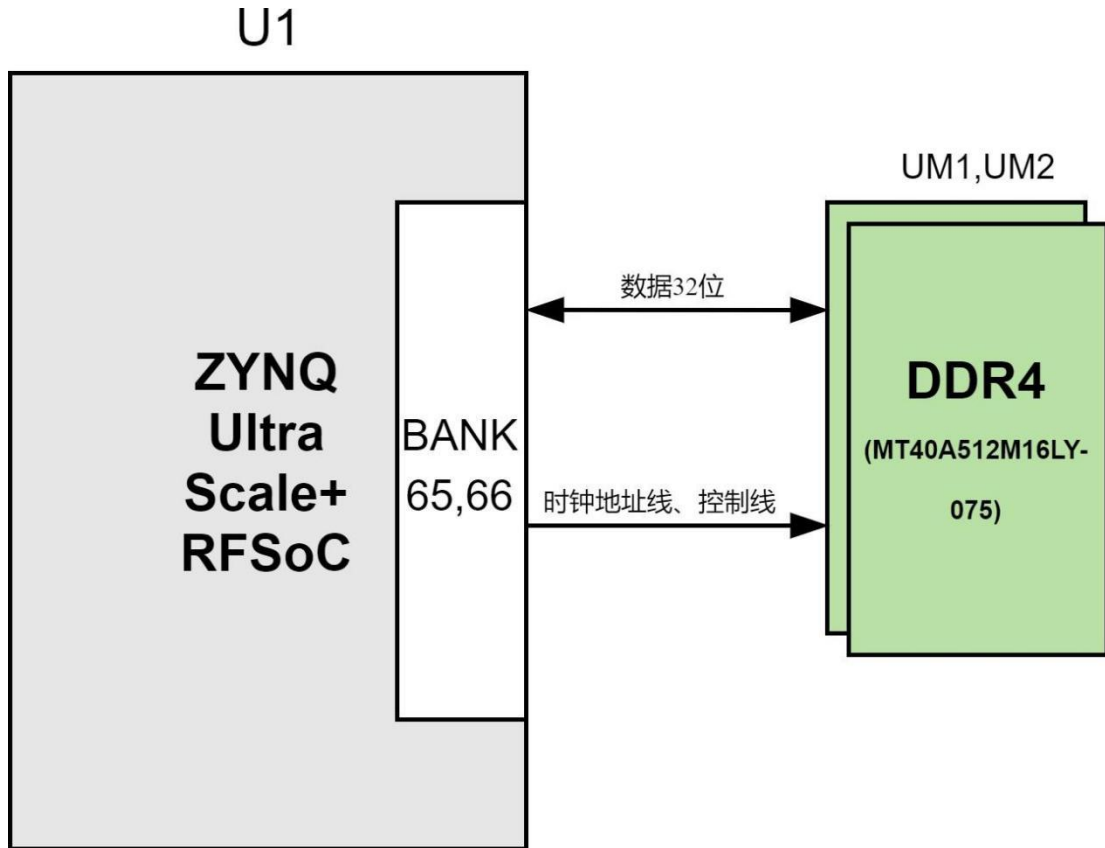 U1
UM1,UM2
数据32位
ZYNQ
Ultra
Scale+
RFSoC
BANK
65,66
时钟地址线、控制线
DDR4
(MT40A512M16LY-
075)